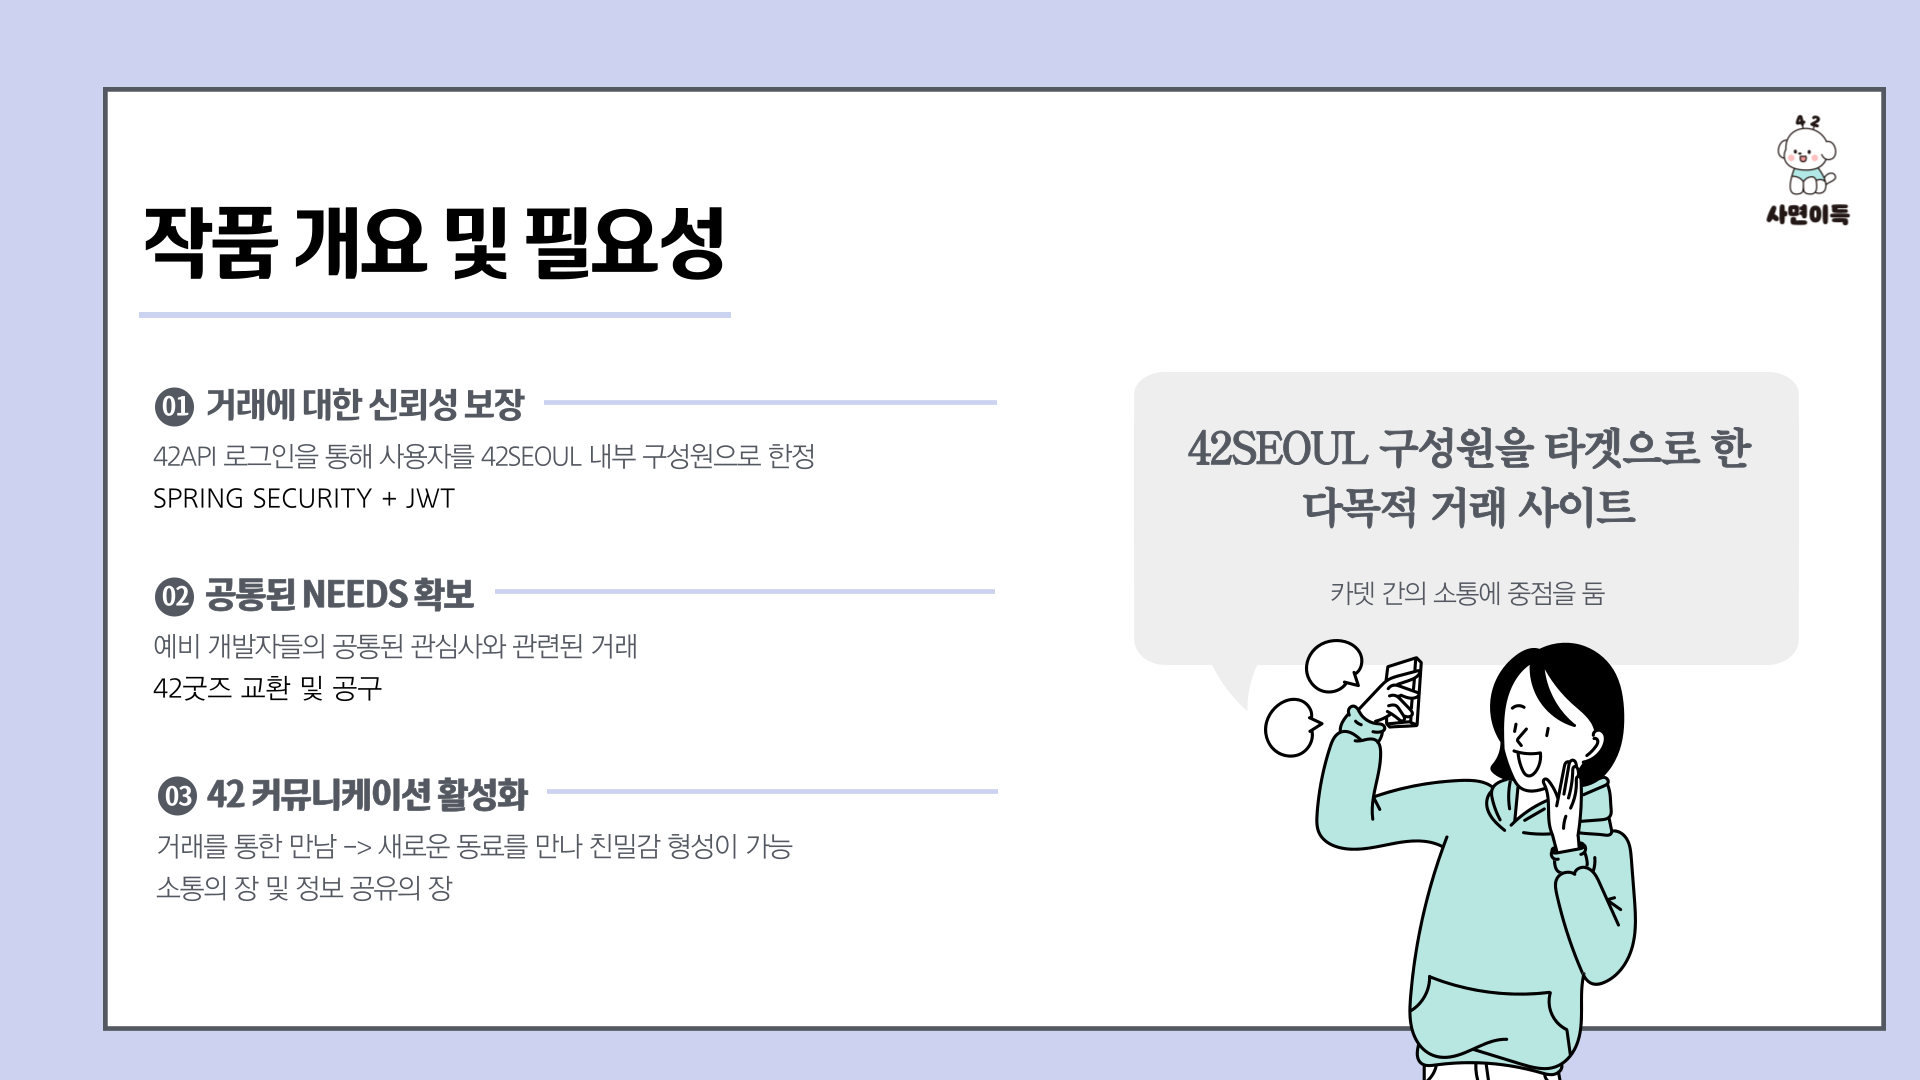 42
사면이득
작품 개요 및 필요성
01 거래에 대한 신뢰성 보장
42API 로그인을 통해 사용자를 42SEOUL 내부 구성원으로 한정
SPRING SECURITY + JWT
02 공통된 NEEDS 확보
예비 개발자들의 공통된 관심사와 관련된 거래
42굿즈 교환 및 공구
03 42 커뮤니케이션 활성화
거래를 통한 만남 -> 새로운 동료를 만나 친밀감 형성이 가능
소통의 장 및 정보 공유의 장
42SEOUL 구성원을 타겟으로 한
다목적 거래 사이트
카뎃 간의 소통에 중점을 둠